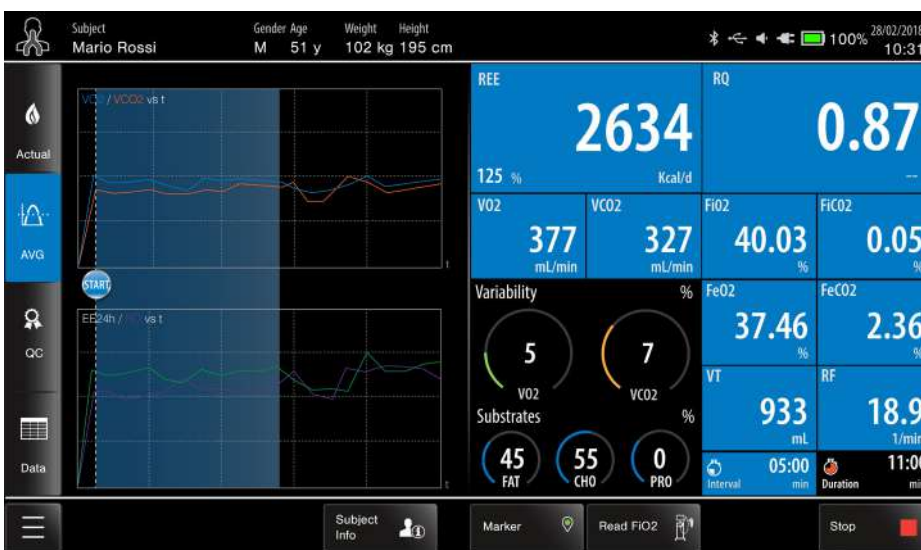 Subject
Mario Rossi
Gender Age
M 51 y
Weight Height
102 kg 195 cm
100%
28/02/2018
10:31
Actual
AVG
QC
Data
VO2 / VCO2 vs t
t
START
EE24h / vs t
t
REE
2634
125 %
Kcal/d
RQ
0.87
--
VO2
377
mL/min
VCO2
327
mL/min
FiO2
40.03
%
FiCO2
0.05
%
Variability %
5
VO2
7
VCO2
FeO2
37.46
%
FeCO2
2.36
%
Substrates %
45
FAT
55
CHO
0
PRO
VT
933
mL
RF
18.9
1/min
Interval
05:00
min
Duration
11:00
Subject
Info
Marker
Read FiO2
Stop